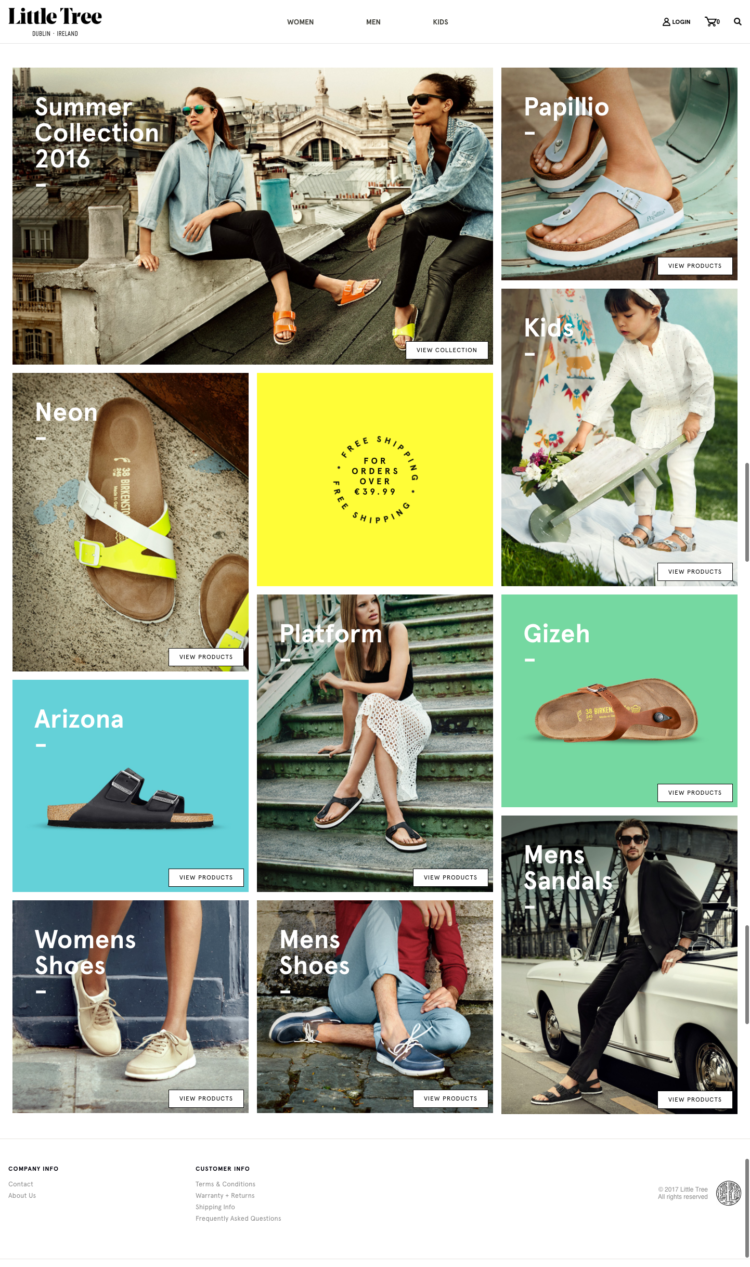 Little Tree
DUBLIN - IRELAND
WOMEN
MEN
KIDS
LOGIN
0
Summer
Collection
2016
VIEW COLLECTION
Papillio
VIEW PRODUCTS
Kids
VIEW PRODUCTS
Neon
VIEW PRODUCTS
• FREE SHIPPING • FREE SHIPPING
FOR
ORDERS
OVER
€39.99
Platform
VIEW PRODUCTS
Gizeh
VIEW PRODUCTS
Arizona
VIEW PRODUCTS
Mens
Sandals
VIEW PRODUCTS
Womens
Shoes
VIEW PRODUCTS
Mens
Shoes
VIEW PRODUCTS
COMPANY INFO
Contact
About Us
CUSTOMER INFO
Terms & Conditions
Warranty + Returns
Shipping Info
Frequently Asked Questions
© 2017 Little Tree
All rights reserved